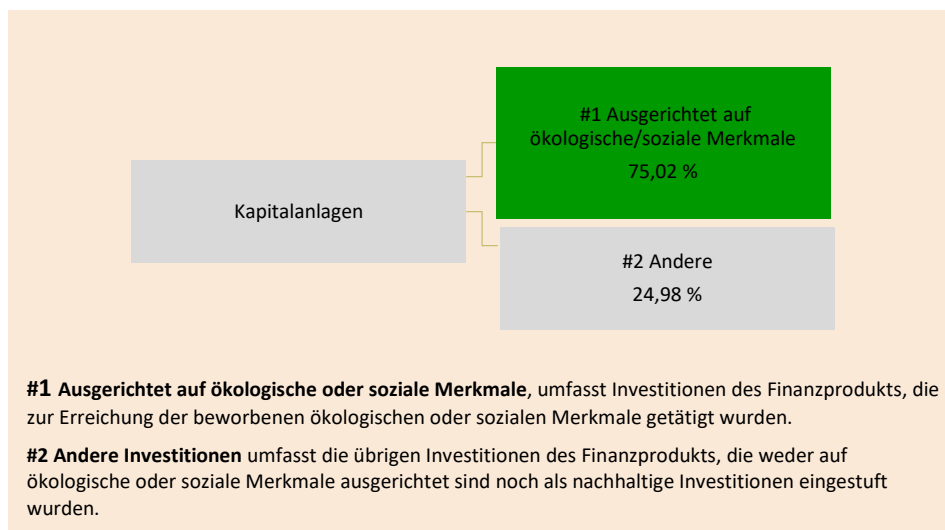 #1 Ausgerichtet auf
ökologische/soziale Merkmale
75,02 %
Kapitalanlagen
#2 Andere
24,98 %
#1 Ausgerichtet auf ökologische oder soziale Merkmale, umfasst Investitionen des Finanzprodukts, die
zur Erreichung der beworbenen ökologischen oder sozialen Merkmale getätigt wurden.
#2 Andere Investitionen umfasst die übrigen Investitionen des Finanzprodukts, die weder auf
ökologische oder soziale Merkmale ausgerichtet sind noch als nachhaltige Investitionen eingestuft
wurden.